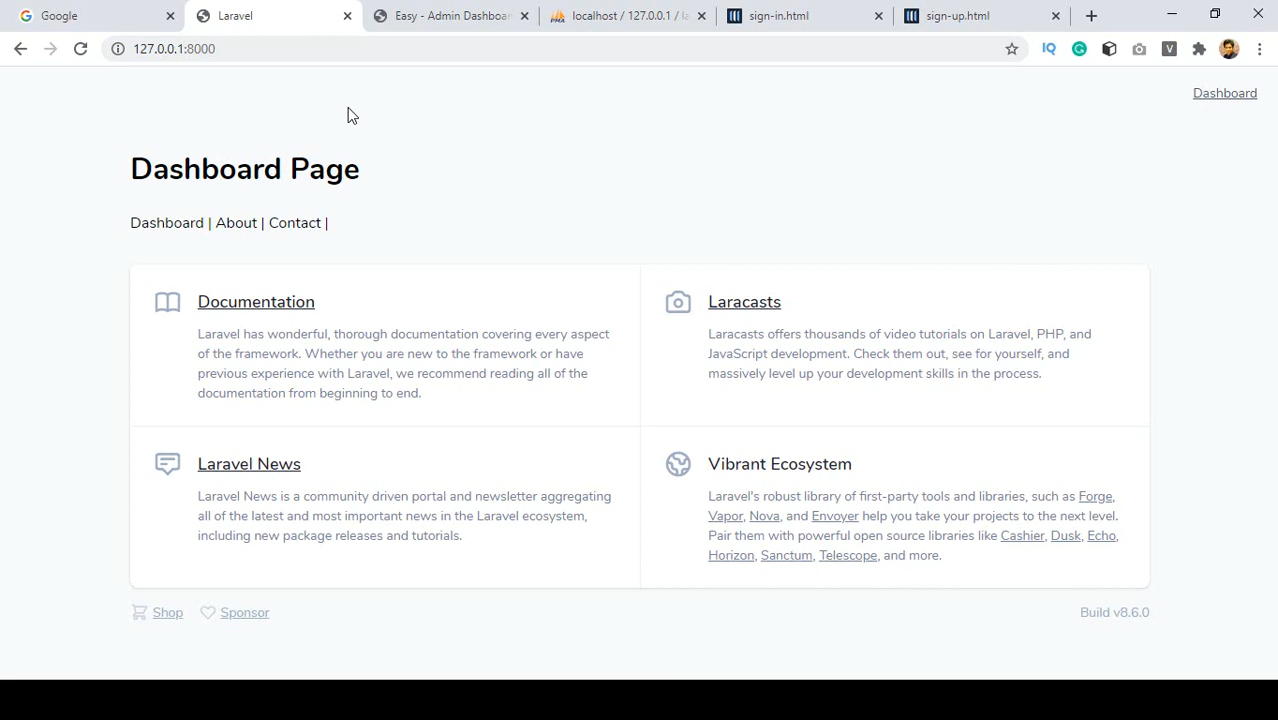 Google
Laravel
Easy - Admin Dashboar
localhost / 127.0.0.1 / la
sign-in.html
sign-up.html
127.0.0.1:8000
IQ
G
V
Dashboard
Dashboard Page
Dashboard | About | Contact |
Documentation
Laravel has wonderful, thorough documentation covering every aspect
of the framework. Whether you are new to the framework or have
previous experience with Laravel, we recommend reading all of the
documentation from beginning to end.
Laracasts
Laracasts offers thousands of video tutorials on Laravel, PHP, and
JavaScript development. Check them out, see for yourself, and
massively level up your development skills in the process.
Laravel News
Laravel News is a community driven portal and newsletter aggregating
all of the latest and most important news in the Laravel ecosystem,
including new package releases and tutorials.
Vibrant Ecosystem
Laravel's robust library of first-party tools and libraries, such as Forge,
Vapor, Nova, and Envoyer help you take your projects to the next level.
Pair them with powerful open source libraries like Cashier, Dusk, Echo,
Horizon, Sanctum, Telescope, and more.
Shop
Sponsor
Build v8.6.0